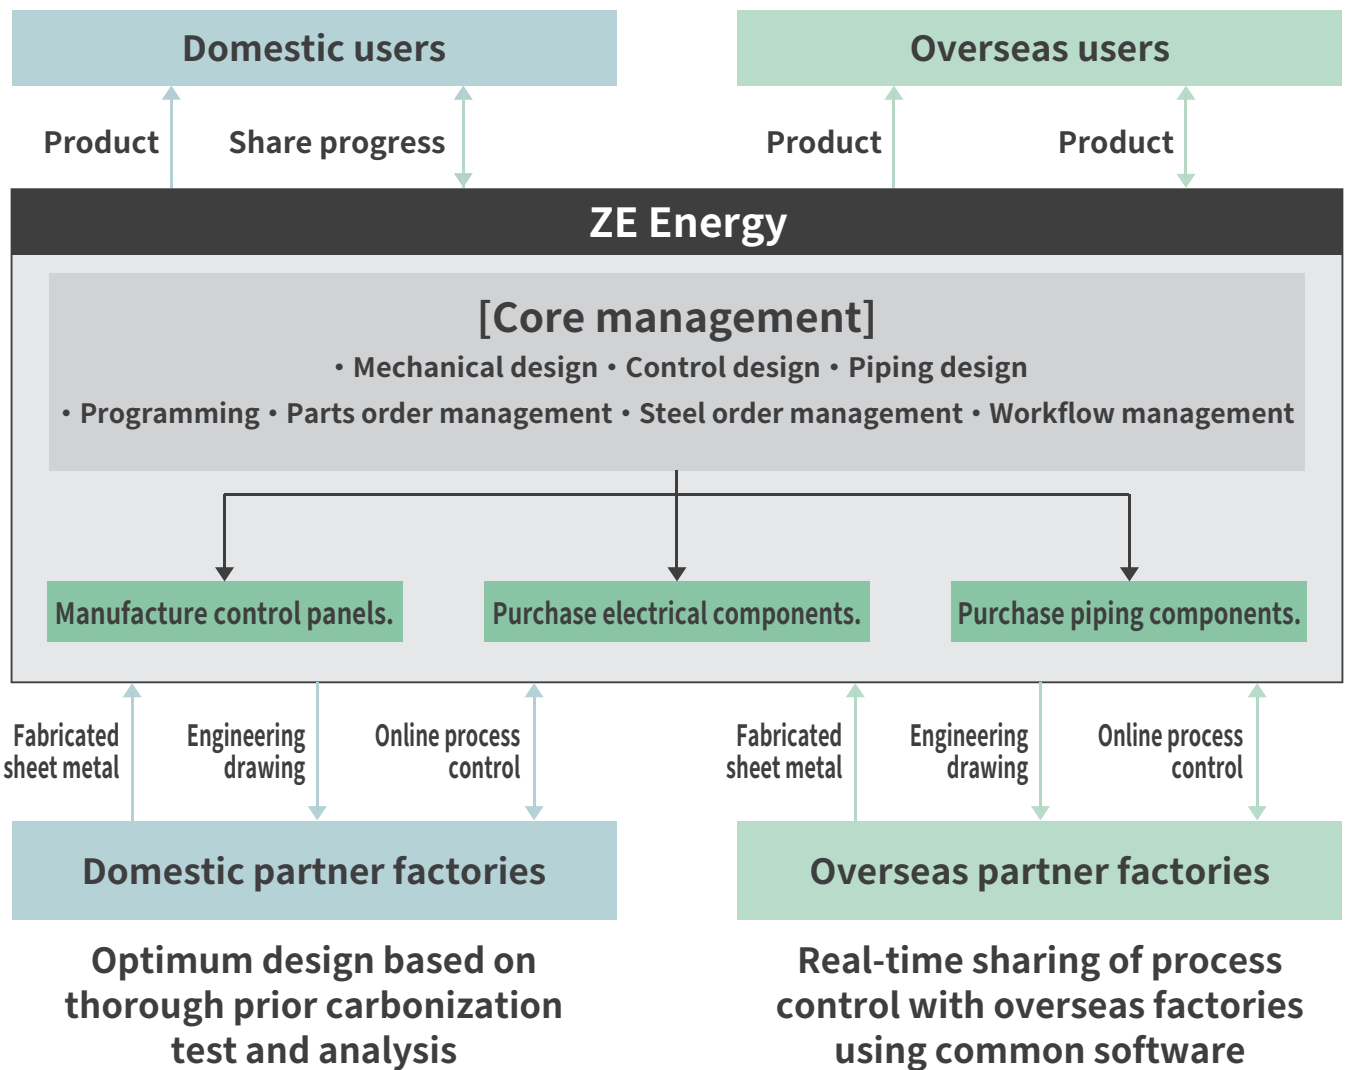 Domestic users
Overseas users
Product
Share progress
Product
Product
ZE Energy
[Core management]
・Mechanical design・Control design・Piping design
・Programming・Parts order management・Steel order management・Workflow management
Manufacture control panels.
Purchase electrical components.
Purchase piping components.
Fabricated
sheet metal
Engineering
drawing
Online process
control
Fabricated
sheet metal
Engineering
drawing
Online process
control
Domestic partner factories
Overseas partner factories
Optimum design based on
thorough prior carbonization
test and analysis
Real-time sharing of process
control with overseas factories
using common software